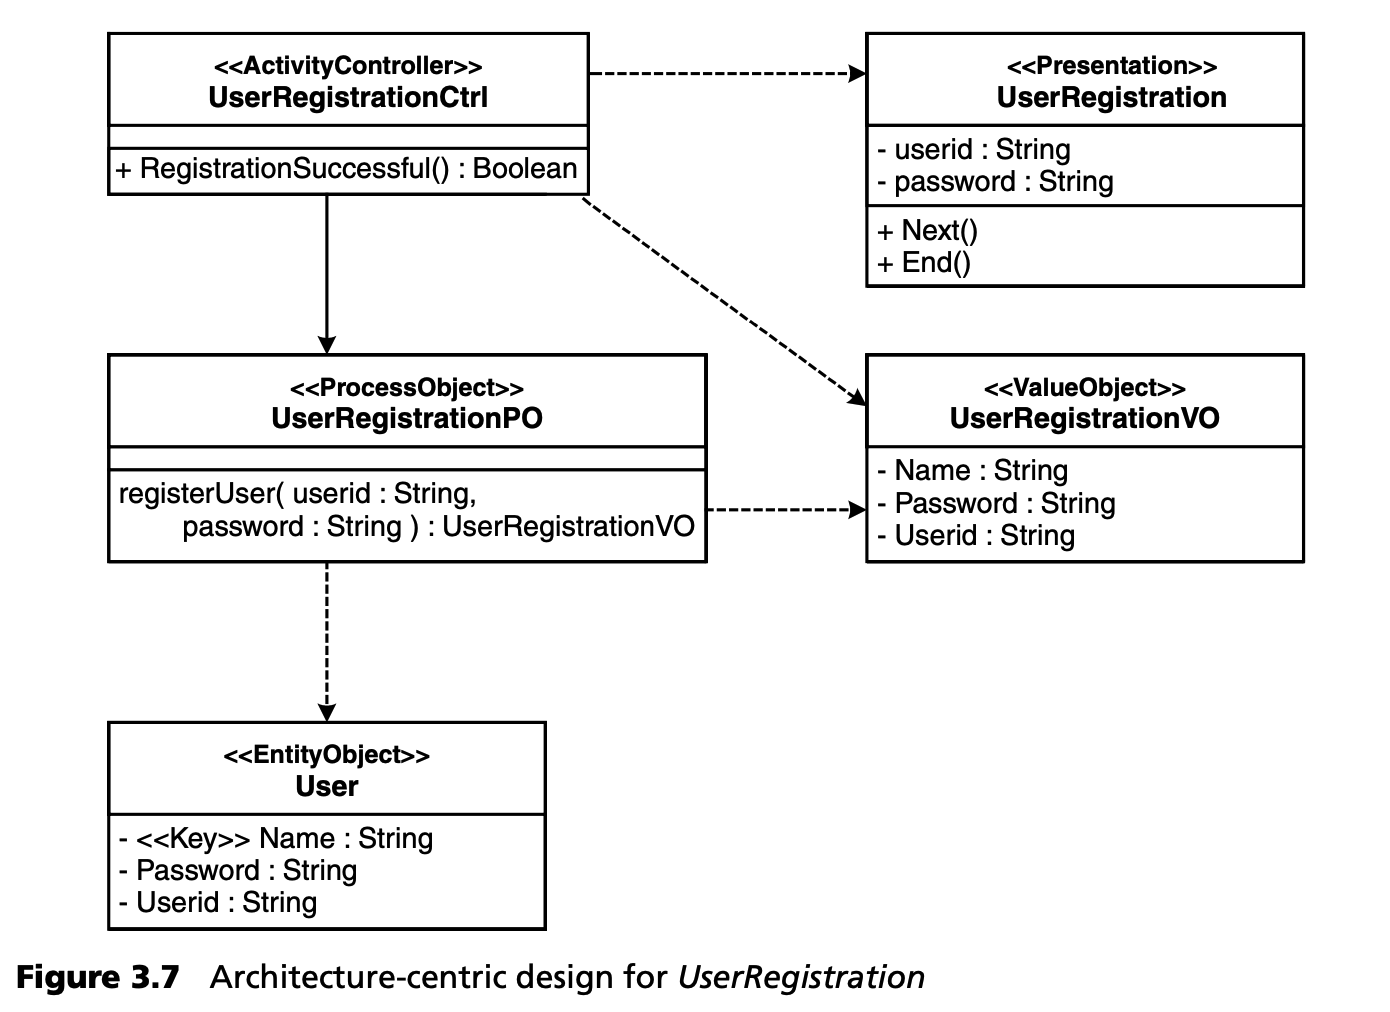 <<ActivityController>>
UserRegistrationCtrl
+ RegistrationSuccessful() : Boolean
<<Presentation>>
UserRegistration
- userid : String
- password : String
+ Next()
+ End()
<<ProcessObject>>
UserRegistrationPO
registerUser( userid : String,
password : String ) : UserRegistrationVO
<<ValueObject>>
UserRegistrationVO
- Name : String
- Password : String
- Userid : String
<<EntityObject>>
User
- <<Key>> Name : String
- Password : String
- Userid : String
Figure 3.7 Architecture-centric design for UserRegistration